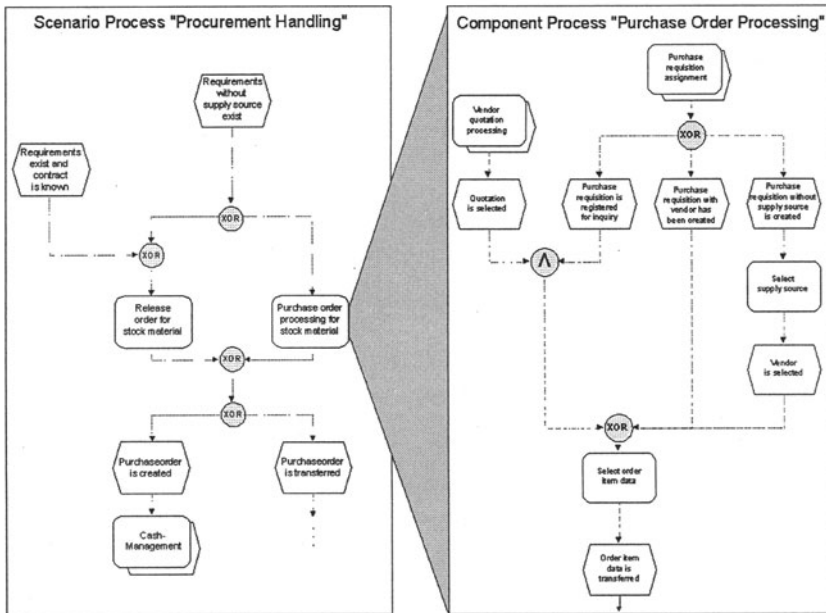 Scenario Process "Procurement Handling"
Requirements
without
supply source
exist
Requirements
exist and
contract
is known
XOR
XOR
Release
order for
stock material
Purchase order
processing for
stock material
XOR
XOR
Purchaseorder
is created
Purchaseorder
is transferred
Cash-
Management
Component Process "Purchase Order Processing"
Purchase
requisition
assignment
Vendor
quotation
processing
XOR
Quotation
is selected
Purchase
requisition is
registered
for inquiry
Purchase
requisition with
vendor has
been created
Purchase
requisition without
supply source
is created
Λ
Select
supply source
Vendor
is selected
XOR
Select order
item data
Order item
data is
transferred